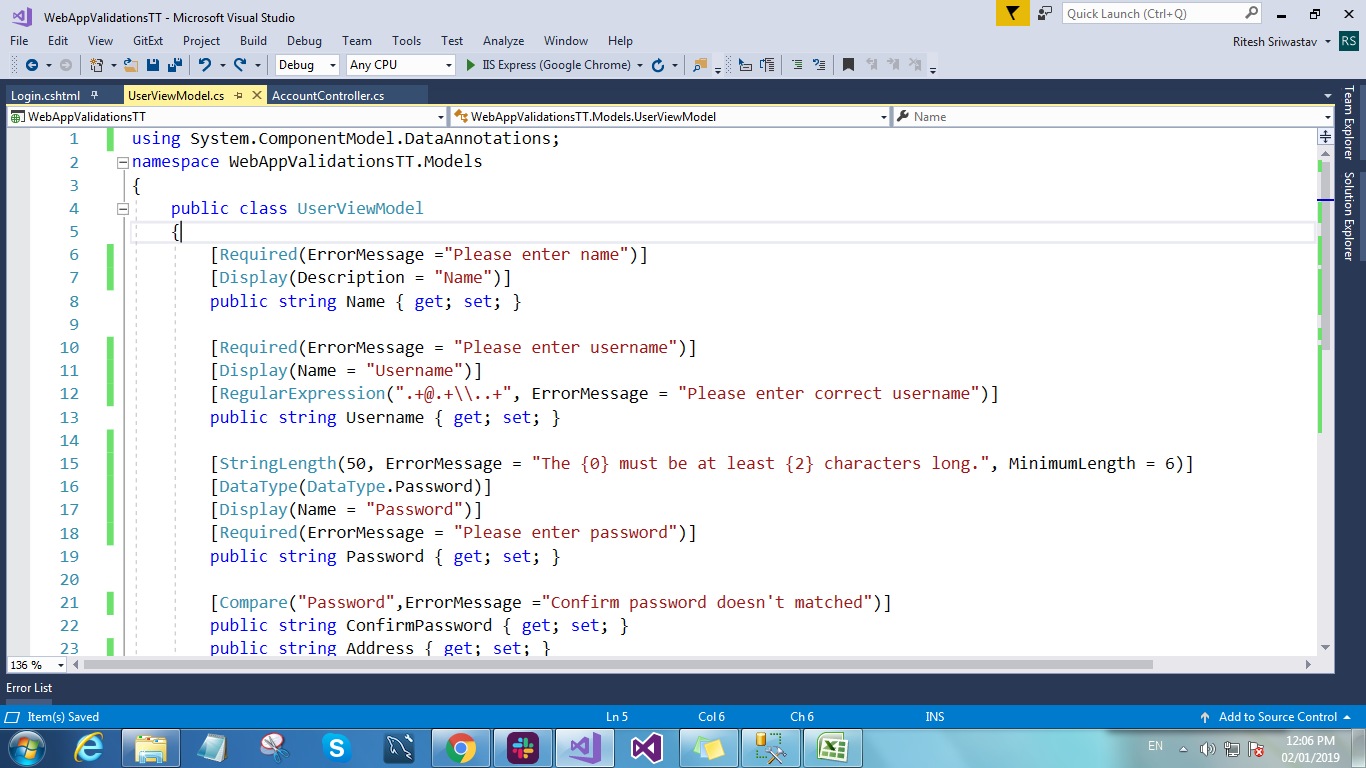 WebAppValidationsTT - Microsoft Visual Studio
Quick Launch (Ctrl+Q)
File Edit View GitExt Project Build Debug Team Tools Test Analyze Window Help
Ritesh Sriwastav RS
Debug Any CPU IIS Express (Google Chrome)
Login.cshtml UserViewModel.cs AccountController.cs
WebAppValidationsTT WebAppValidationsTT.Models.UserViewModel Name
1 using System.ComponentModel.DataAnnotations;
2 namespace WebAppValidationsTT.Models
3 {
4 public class UserViewModel
5 {
6 [Required(ErrorMessage ="Please enter name")]
7 [Display(Description = "Name")]
8 public string Name { get; set; }
9
10 [Required(ErrorMessage = "Please enter username")]
11 [Display(Name = "Username")]
12 [RegularExpression(".+@.+\\..+", ErrorMessage = "Please enter correct username")]
13 public string Username { get; set; }
14
15 [StringLength(50, ErrorMessage = "The {0} must be at least {2} characters long.", MinimumLength = 6)]
16 [DataType(DataType.Password)]
17 [Display(Name = "Password")]
18 [Required(ErrorMessage = "Please enter password")]
19 public string Password { get; set; }
20
21 [Compare("Password",ErrorMessage ="Confirm password doesn't matched")]
22 public string ConfirmPassword { get; set; }
23 public string Address { get; set; }
Team Explorer
Solution Explorer
136 %
Error List
Item(s) Saved Ln 5 Col 6 Ch 6 INS Add to Source Control
EN
12:06 PM
02/01/2019